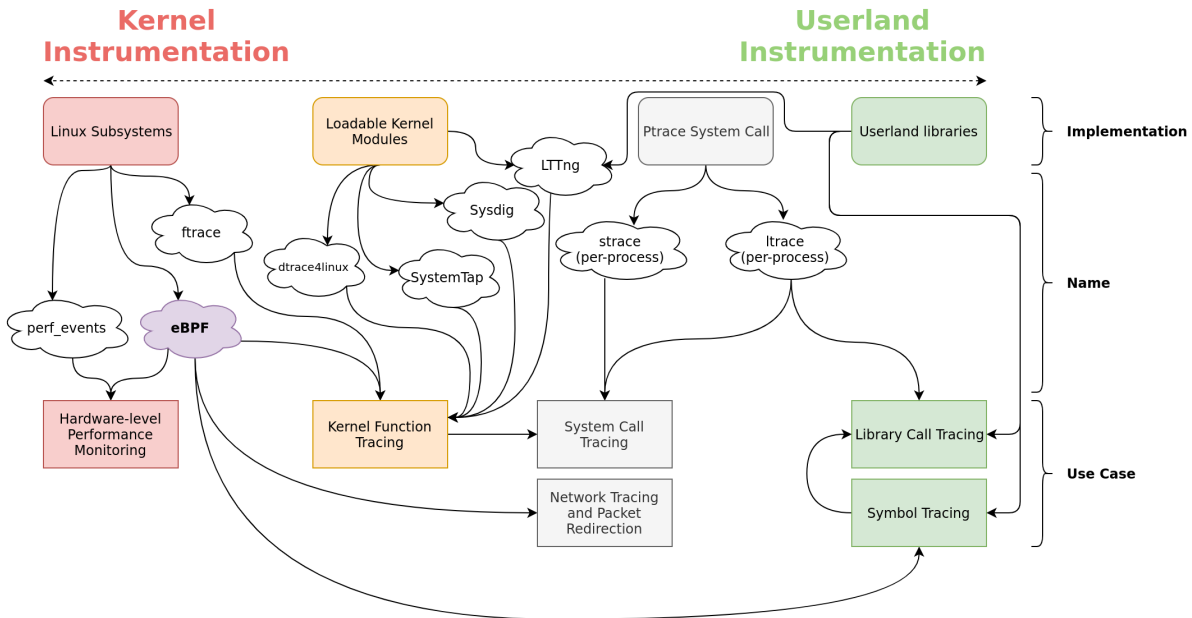 Kernel
Instrumentation
Userland
Instrumentation
Linux Subsystems
Loadable Kernel
Modules
Ptrace System Call
Userland libraries
Implementation
LTTng
Sysdig
ftrace
strace
(per-process)
ltrace
(per-process)
dtrace4linux
SystemTap
Name
perf_events
eBPF
Hardware-level
Performance
Monitoring
Kernel Function
Tracing
System Call
Tracing
Library Call Tracing
Use Case
Network Tracing
and Packet
Redirection
Symbol Tracing